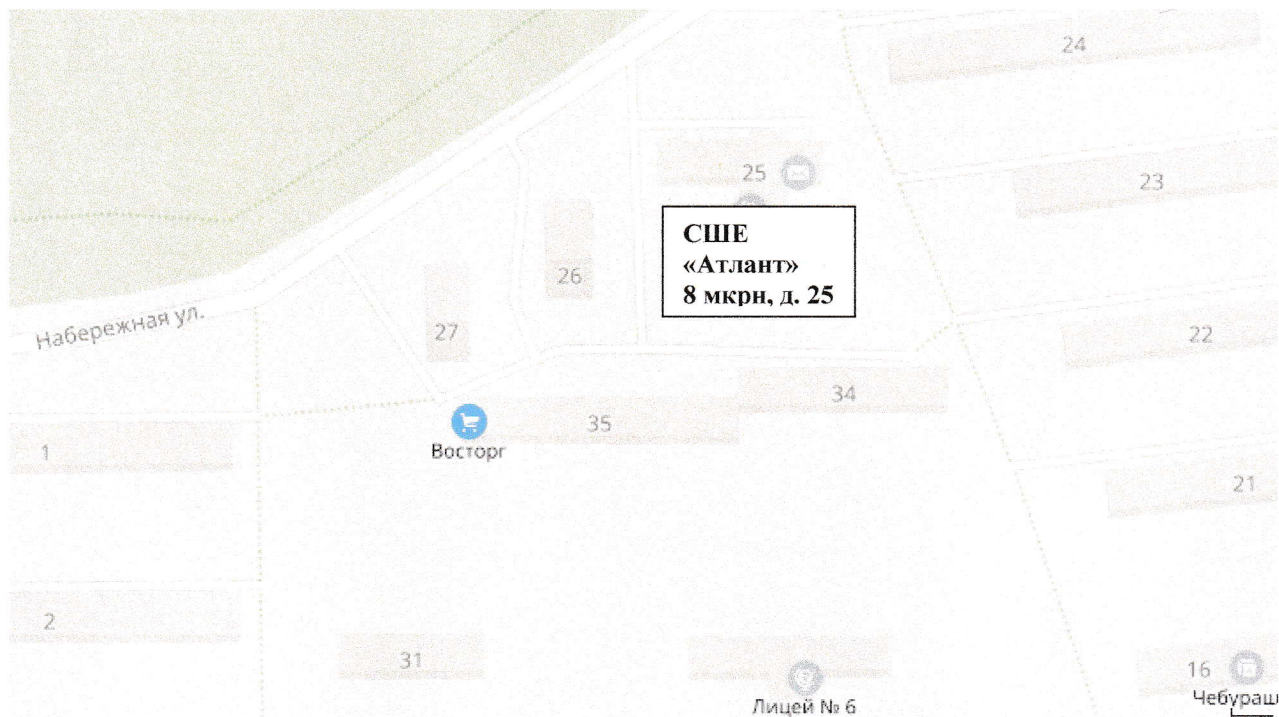 24
25
23
СШЕ
«Атлант»
8 мкрн, д. 25
26
Набережная ул.
27
22
34
35
Восторг
1
21
2
31
16
Лицей № 6
Чебураш